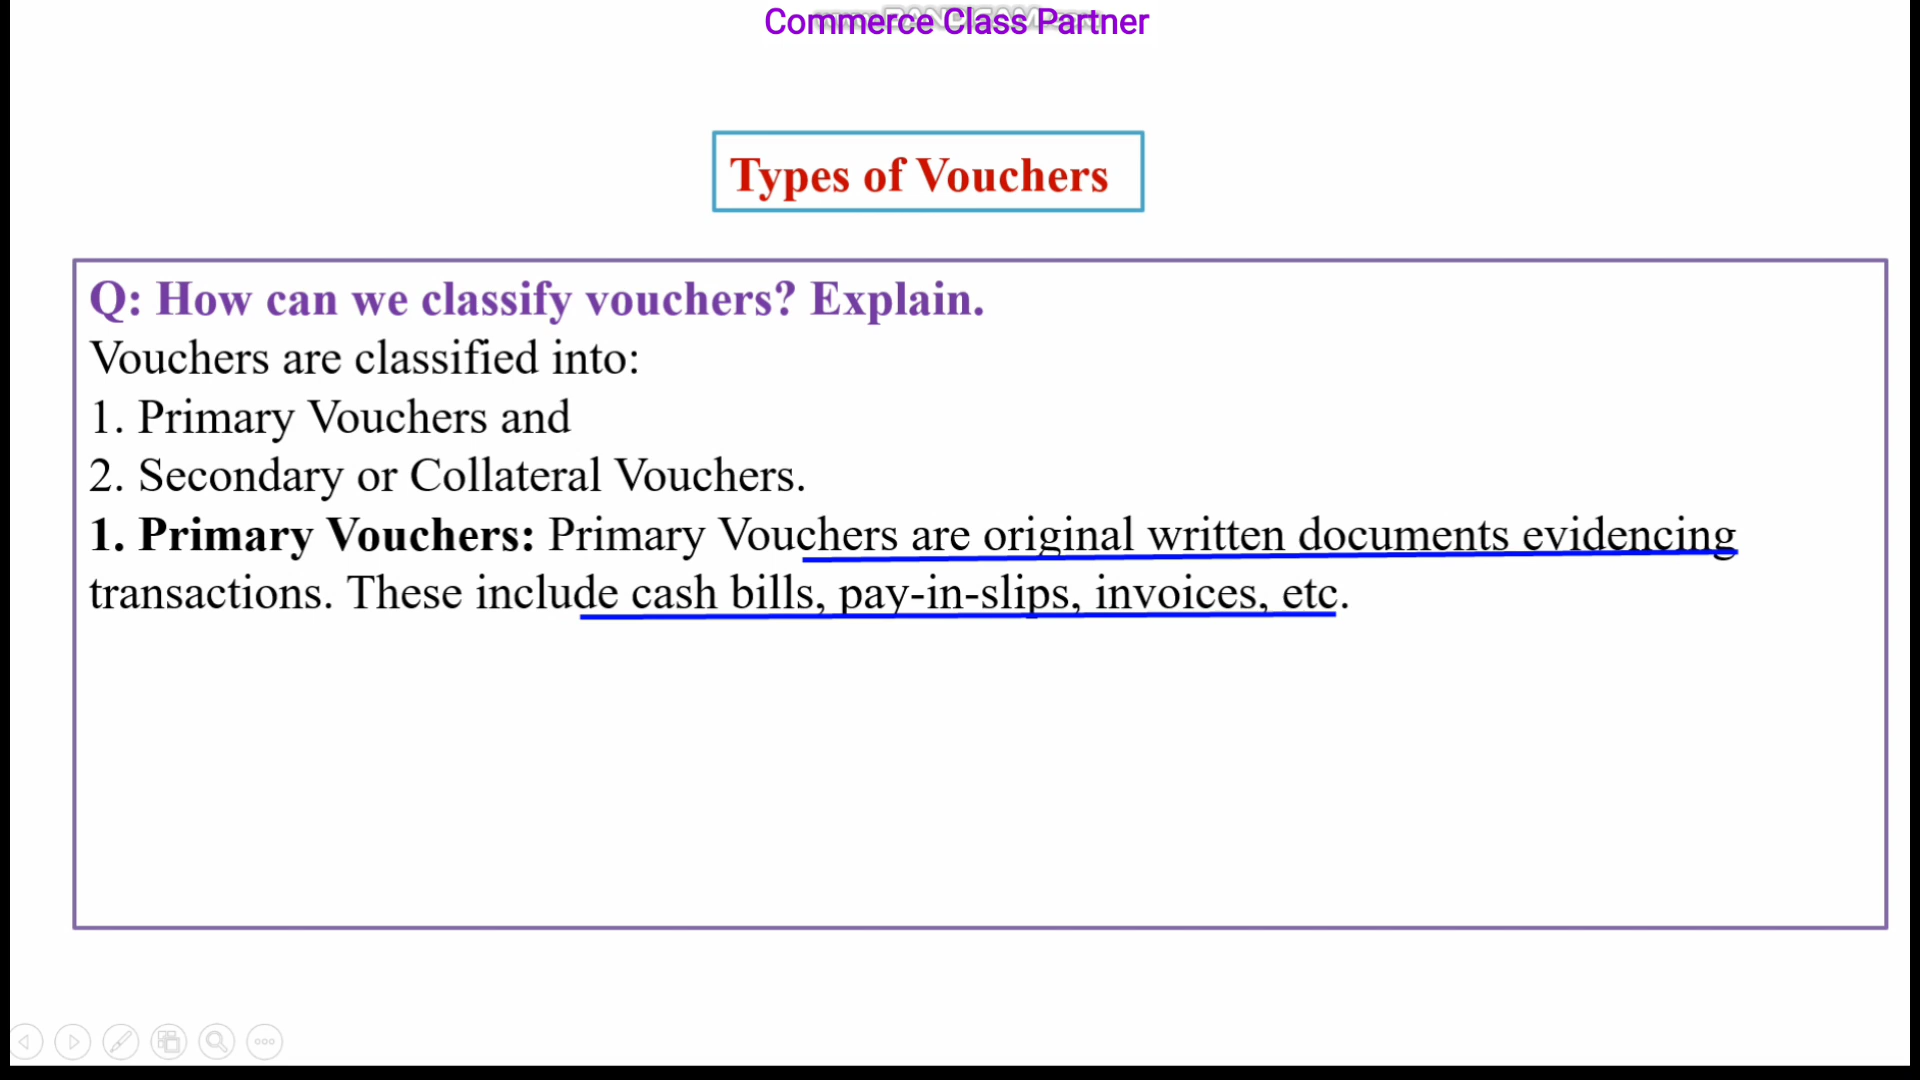 Commerce Class Partner
Types of Vouchers
Q: How can we classify vouchers? Explain.
Vouchers are classified into:
1. Primary Vouchers and
2. Secondary or Collateral Vouchers.
1. Primary Vouchers: Primary Vouchers are original written documents evidencing
transactions. These include cash bills, pay-in-slips, invoices, etc.